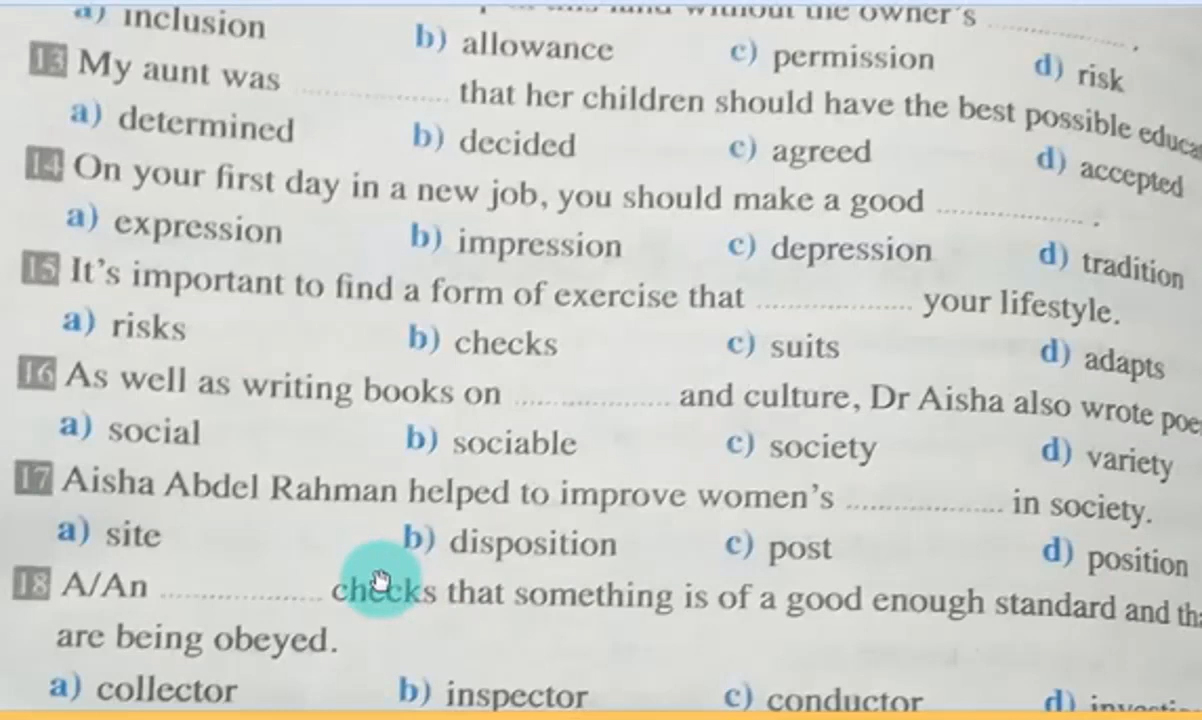 without the owner's ................ .
a) inclusion b) allowance c) permission d) risk
13 My aunt was ................ that her children should have the best possible
a) determined b) decided c) agreed d) accepted
14 On your first day in a new job, you should make a good ................ .
a) expression b) impression c) depression d) tradition
15 It's important to find a form of exercise that ................ your lifestyle.
a) risks b) checks c) suits d) adapts
16 As well as writing books on ................ and culture, Dr Aisha also wrote
a) social b) sociable c) society d) variety
17 Aisha Abdel Rahman helped to improve women's ................ in society.
a) site b) disposition c) post d) position
18 A/An ................ checks that something is of a good enough standard and
are being obeyed.
a) collector b) inspector c) conductor d)